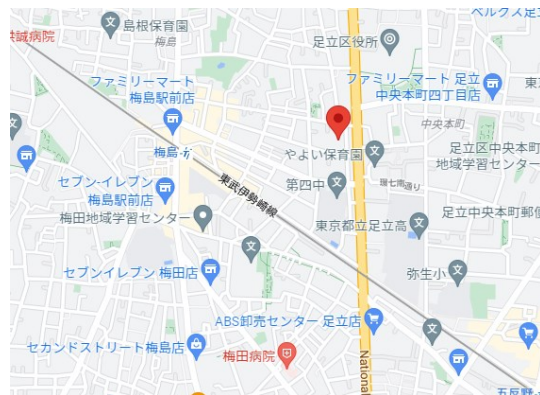 ベルクス足立
洪誠病院
島根保育園
梅島
足立区役所
ファミリーマート
梅島駅前店
ファミリーマート 足立
中央本町四丁目店
中央本町
梅島
やよい保育園
足立区中央本町
地域学習センター
セブン-イレブン
梅島駅前店
東武伊勢崎線
第四中
環七南通り
梅田地域学習センター
東京都立足立高
足立中央本町郵便
セブンイレブン 梅田店
弥生小
ABS卸売センター 足立店
セカンドストリート梅島店
梅田病院
National
五反野